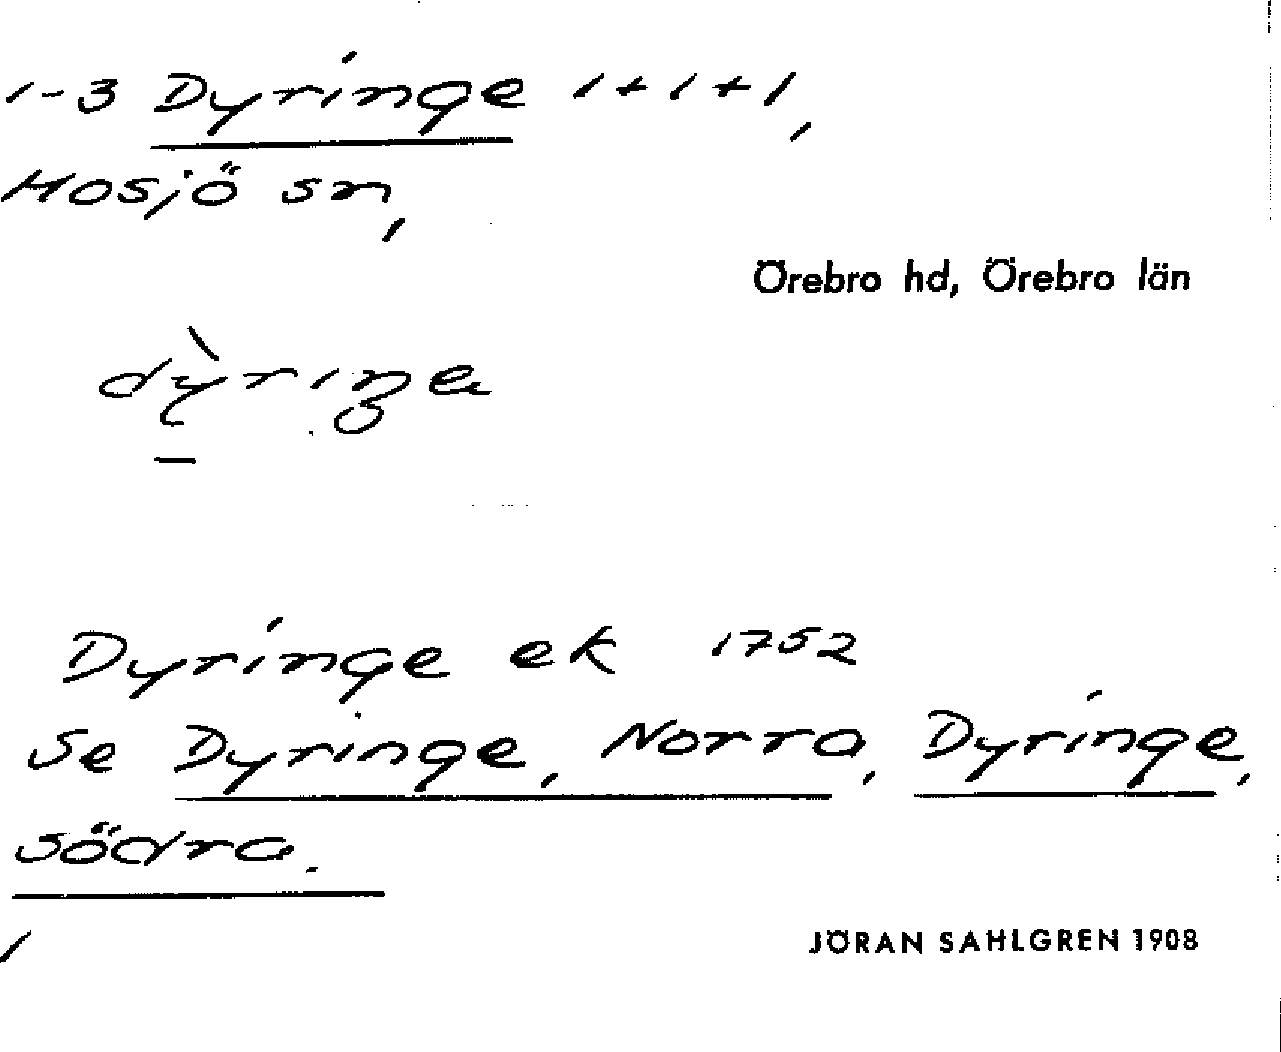 1-3 Dyringe 1+1+1,
Mosjö sn,
Örebro hd, Örebro län
dỳriŋɐ
Dyringe ek 1752
Se Dyringe, Norra, Dyringe,
södra.
JÖRAN SAHLGREN 1908